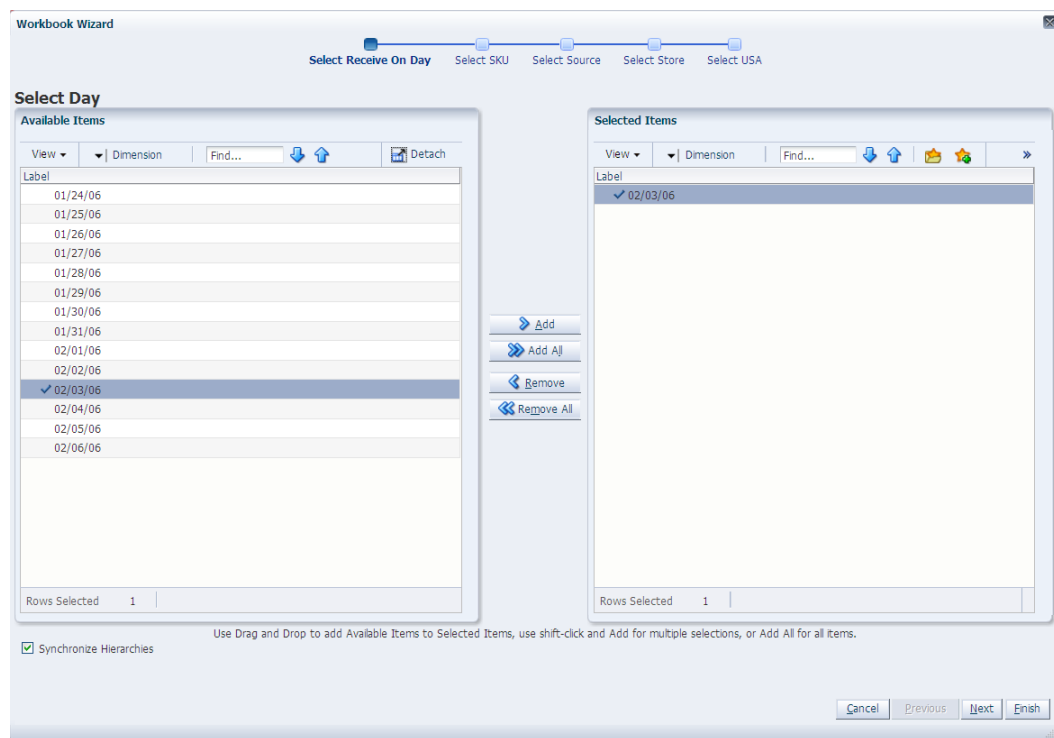 Workbook Wizard
Select Receive On Day Select SKU Select Source Select Store Select USA
Select Day
Available Items
View Dimension Find... Detach
Label
01/24/06
01/25/06
01/26/06
01/27/06
01/28/06
01/29/06
01/30/06
01/31/06
02/01/06
02/02/06
02/03/06
02/04/06
02/05/06
02/06/06
Rows Selected 1
Add
Add All
Remove
Remove All
Selected Items
View Dimension Find... »
Label
02/03/06
Rows Selected 1
Use Drag and Drop to add Available Items to Selected Items, use shift-click and Add for multiple selections, or Add All for all items.
Synchronize Hierarchies
Cancel Previous Next Finish